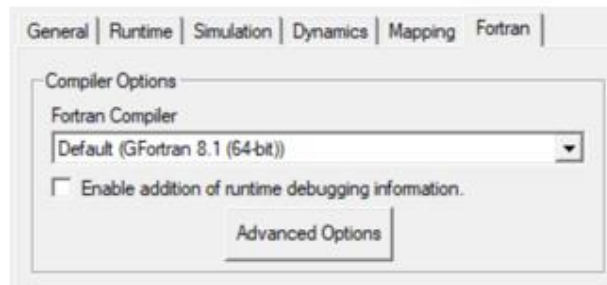 General | Runtime | Simulation | Dynamics | Mapping Fortran |
Compiler Options
Fortran Compiler
Default (GFortran 8.1 (64-bit))
Enable addition of runtime debugging information.
Advanced Options